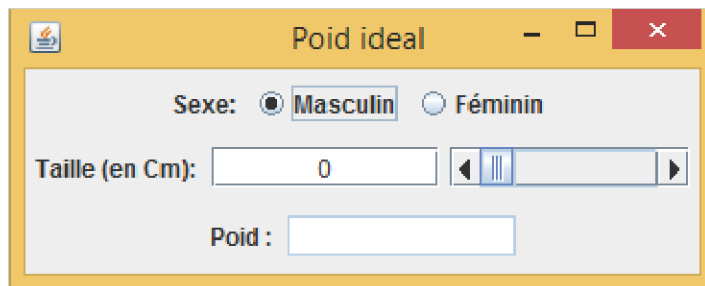 Poid ideal
Sexe: Masculin Féminin
Taille (en Cm): 0
Poid :